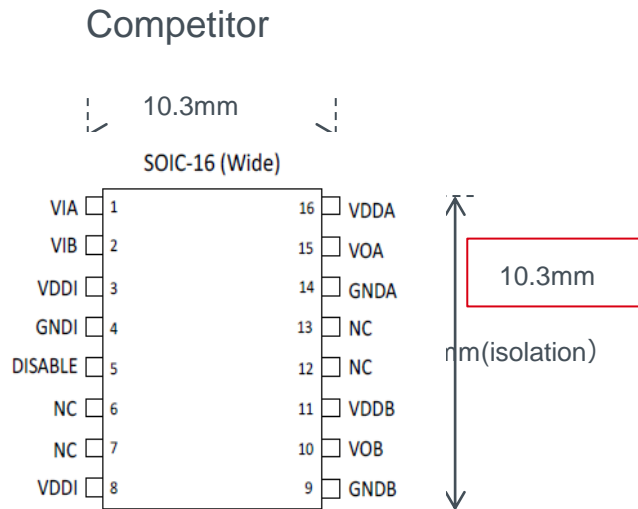 Competitor
10.3mm
SOIC-16 (Wide)
VIA 1 16 VDDA
VIB 2 15 VOA
VDDI 3 14 GNDA
10.3mm
GNDI 4 13 NC
DISABLE 5 12 NC
mm(isolation）
NC 6 11 VDDB
NC 7 10 VOB
VDDI 8 9 GNDB